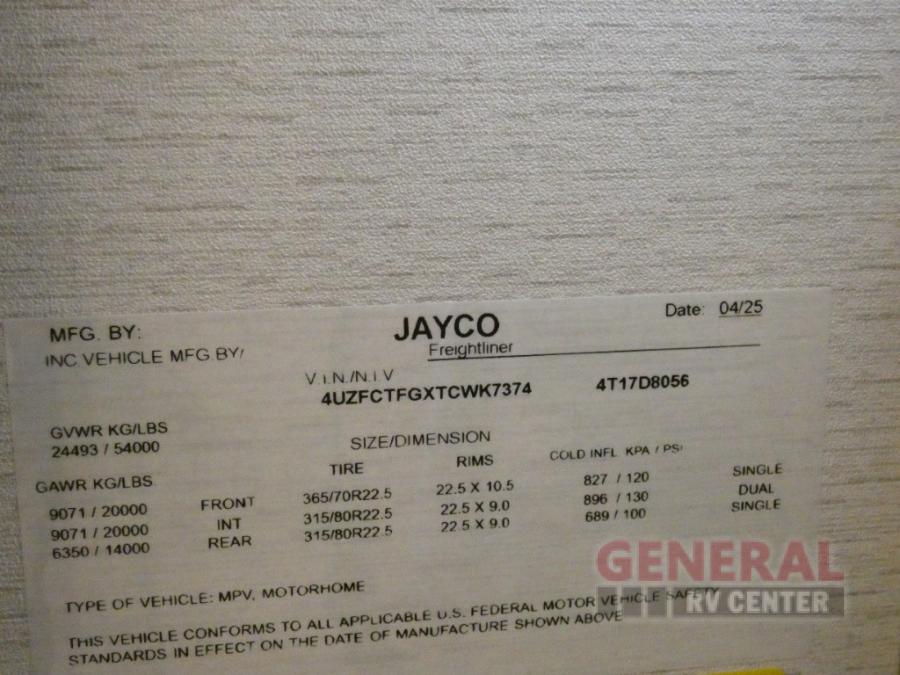 MFG. BY: JAYCO Date: 04/25
INC.VEHICLE MFG BY/ Freightliner
V.I.N./N.I.V
4UZFCTFGXTCWK7374 4T17D8056
GVWR KG/LBS
24493 / 54000
SIZE/DIMENSION
GAWR KG/LBS TIRE RIMS COLD INFL KPA / PSI
9071 / 20000 FRONT 365/70R22.5 22.5 X 10.5 827 / 120 SINGLE
9071 / 20000 INT 315/80R22.5 22.5 X 9.0 896 / 130 DUAL
6350 / 14000 REAR 315/80R22.5 22.5 X 9.0 689 / 100 SINGLE
TYPE OF VEHICLE: MPV, MOTORHOME
THIS VEHICLE CONFORMS TO ALL APPLICABLE U.S. FEDERAL MOTOR VEHICLE SAFETY
STANDARDS IN EFFECT ON THE DATE OF MANUFACTURE SHOWN ABOVE
GENERAL
RV CENTER